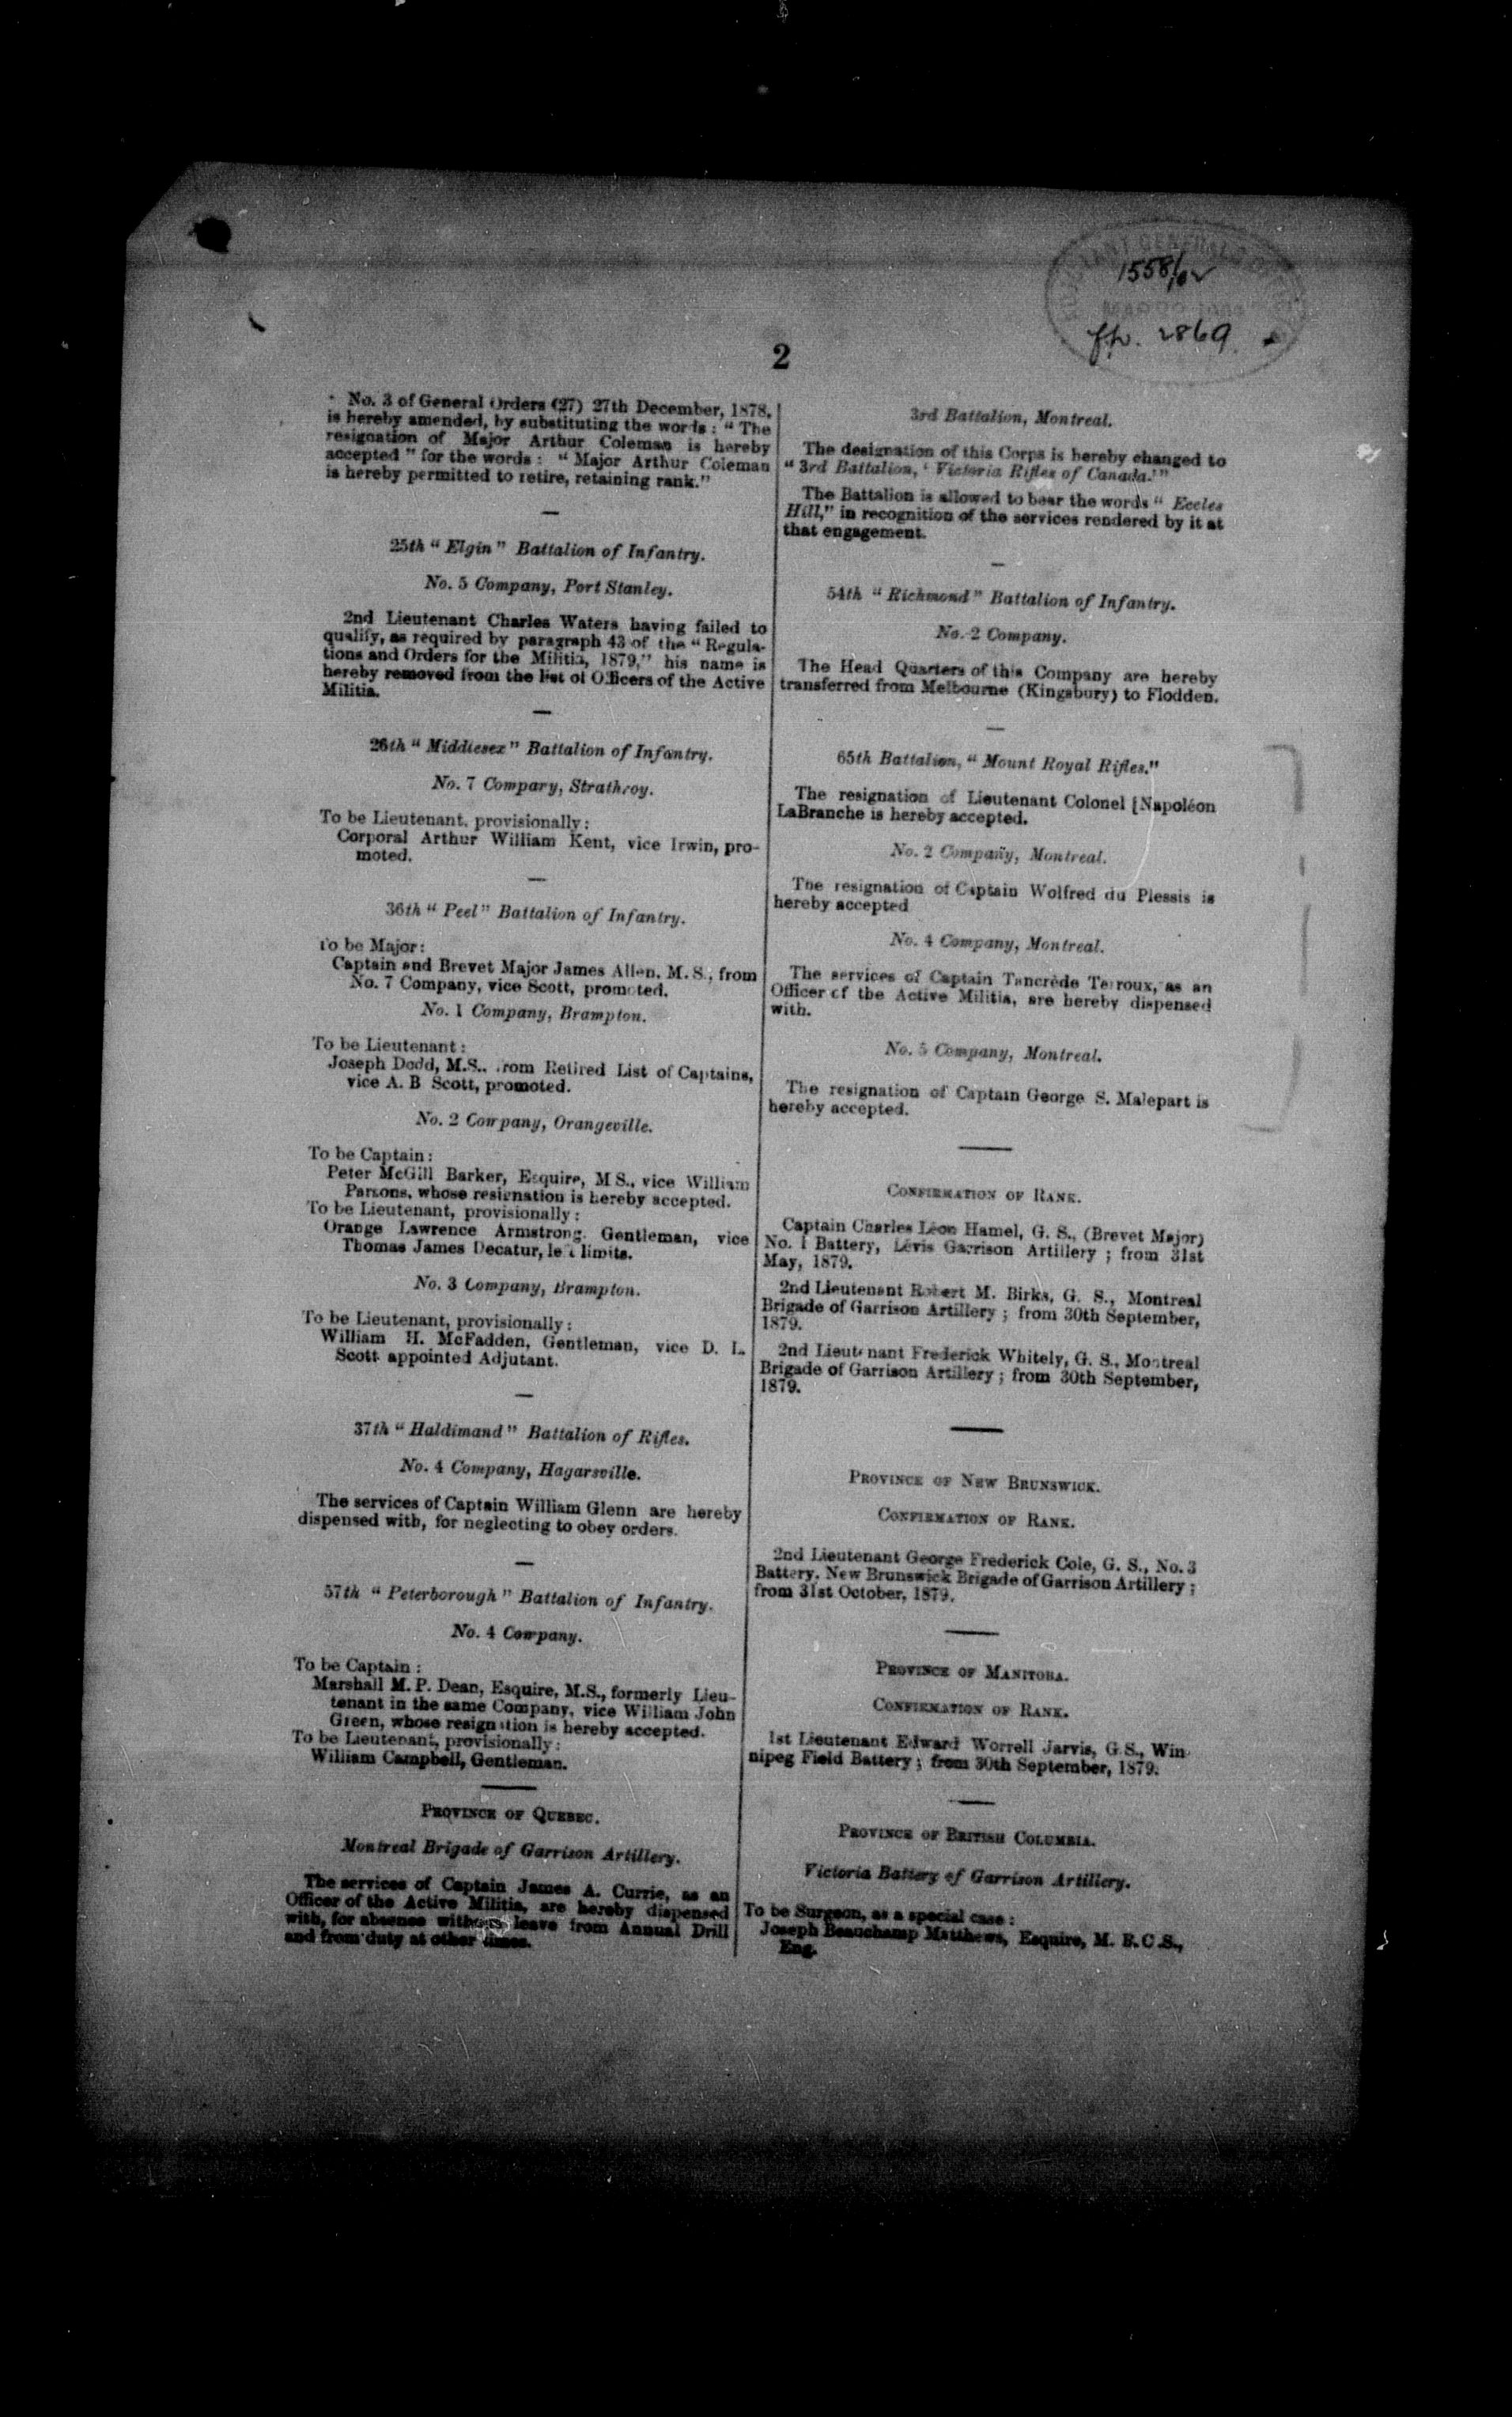 1558/02
fp. 2869
2
No. 3 of General Orders (27) 27th December, 1878,
is hereby amended, by substituting the words: "The
resignation of Major Arthur Coleman is hereby
accepted" for the words: "Major Arthur Coleman
is hereby permitted to retire, retaining rank."
25th "Elgin" Battalion of Infantry.
No. 5 Company, Port Stanley.
2nd Lieutenant Charles Waters having failed to
qualify, as required by paragraph 43 of the "Regula-
tions and Orders for the Militia, 1879," his name is
hereby removed from the list of Officers of the Active
Militia.
26th "Middlesex" Battalion of Infantry.
No. 7 Company, Strathroy.
To be Lieutenant, provisionally:
Corporal Arthur William Kent, vice Irwin, pro-
moted.
36th "Peel" Battalion of Infantry.
To be Major:
Captain and Brevet Major James Allen, M.S., from
No. 7 Company, vice Scott, promoted.
No. 1 Company, Brampton.
To be Lieutenant:
Joseph Dodd, M.S., from Retired List of Captains,
vice A. B Scott, promoted.
No. 2 Company, Orangeville.
To be Captain:
Peter McGill Barker, Esquire, M S., vice William
Parsons, whose resignation is hereby accepted.
To be Lieutenant, provisionally:
Orange Lawrence Armstrong, Gentleman, vice
Thomas James Decatur, left limits.
No. 3 Company, Brampton.
To be Lieutenant, provisionally:
William H. McFadden, Gentleman, vice D. L.
Scott appointed Adjutant.
37th "Haldimand" Battalion of Rifles.
No. 4 Company, Hagarsville.
The services of Captain William Glenn are hereby
dispensed with, for neglecting to obey orders.
57th "Peterborough" Battalion of Infantry.
No. 4 Company.
To be Captain:
Marshall M. P. Dean, Esquire, M.S., formerly Lieu-
tenant in the same Company, vice William John
Green, whose resignation is hereby accepted.
To be Lieutenant, provisionally:
William Campbell, Gentleman.
PROVINCE OF QUEBEC.
Montreal Brigade of Garrison Artillery.
The services of Captain James A. Currie, as an
Officer of the Active Militia, are hereby dispensed
with, for absence without leave from Annual Drill
and from duty at other times.
3rd Battalion, Montreal.
The designation of this Corps is hereby changed to
"3rd Battalion, 'Victoria Rifles of Canada.'"
The Battalion is allowed to bear the words "Eccles
Hill," in recognition of the services rendered by it at
that engagement.
54th "Richmond" Battalion of Infantry.
No. 2 Company.
The Head Quarters of this Company are hereby
transferred from Melbourne (Kingsbury) to Flodden.
65th Battalion, "Mount Royal Rifles."
The resignation of Lieutenant Colonel [Napoléon
LaBranche is hereby accepted.
No. 2 Company, Montreal.
The resignation of Captain Wolfred du Plessis is
hereby accepted
No. 4 Company, Montreal.
The services of Captain Tancrède Terroux, as an
Officer of the Active Militia, are hereby dispensed
with.
No. 5 Company, Montreal.
The resignation of Captain George S. Malepart is
hereby accepted.
CONFIRMATION OF RANK.
Captain Charles Léon Hamel, G. S., (Brevet Major)
No. 1 Battery, Lévis Garrison Artillery; from 31st
May, 1879.
2nd Lieutenant Robert M. Birks, G. S., Montreal
Brigade of Garrison Artillery; from 30th September,
1879.
2nd Lieutenant Frederick Whitely, G. S., Montreal
Brigade of Garrison Artillery; from 30th September,
1879.
PROVINCE OF NEW BRUNSWICK.
CONFIRMATION OF RANK.
2nd Lieutenant George Frederick Cole, G. S., No. 3
Battery, New Brunswick Brigade of Garrison Artillery;
from 31st October, 1879.
PROVINCE OF MANITOBA.
CONFIRMATION OF RANK.
1st Lieutenant Edward Worrell Jarvis, G.S., Win-
nipeg Field Battery; from 30th September, 1879.
PROVINCE OF BRITISH COLUMBIA.
Victoria Battery of Garrison Artillery.
To be Surgeon, as a special case:
Joseph Beauchamp Matthews, Esquire, M. R. C. S.,
Eng.